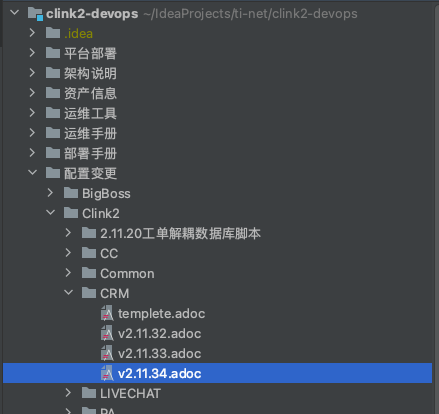 clink2-devops ~/IdeaProjects/ti-net/clink2-devops
.idea
平台部署
架构说明
资产信息
运维工具
运维手册
部署手册
配置变更
BigBoss
Clink2
2.11.20工单解耦数据库脚本
CC
Common
CRM
templete.adoc
v2.11.32.adoc
v2.11.33.adoc
v2.11.34.adoc
LIVECHAT
PA